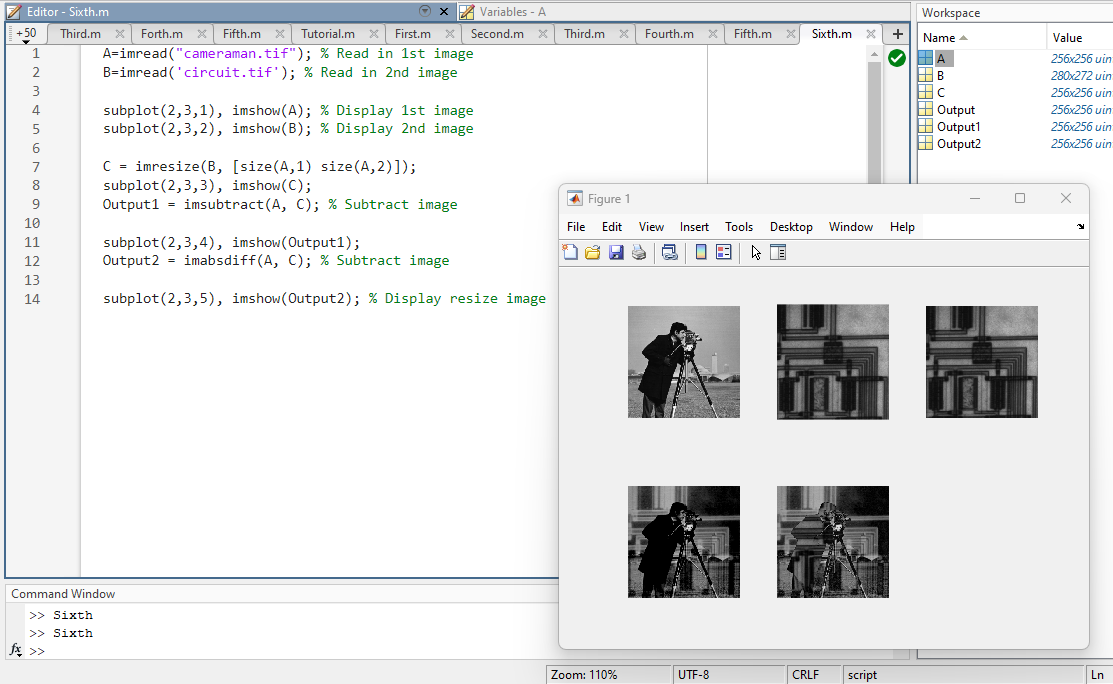 Editor - Sixth.m
Variables - A
Workspace
+50
Third.m
Forth.m
Fifth.m
Tutorial.m
First.m
Second.m
Third.m
Fourth.m
Fifth.m
Sixth.m
Name
Value
1 A=imread("cameraman.tif"); % Read in 1st image
2 B=imread('circuit.tif'); % Read in 2nd image
3
4 subplot(2,3,1), imshow(A); % Display 1st image
5 subplot(2,3,2), imshow(B); % Display 2nd image
6
7 C = imresize(B, [size(A,1) size(A,2)]);
8 subplot(2,3,3), imshow(C);
9 Output1 = imsubtract(A, C); % Subtract image
10
11 subplot(2,3,4), imshow(Output1);
12 Output2 = imabsdiff(A, C); % Subtract image
13
14 subplot(2,3,5), imshow(Output2); % Display resize image
A 256x256 uin
B 280x272 uin
C 256x256 uin
Output 256x256 uin
Output1 256x256 uin
Output2 256x256 uin
Figure 1
File Edit View Insert Tools Desktop Window Help
Command Window
>> Sixth
>> Sixth
fx >>
Zoom: 110% UTF-8 CRLF script Ln